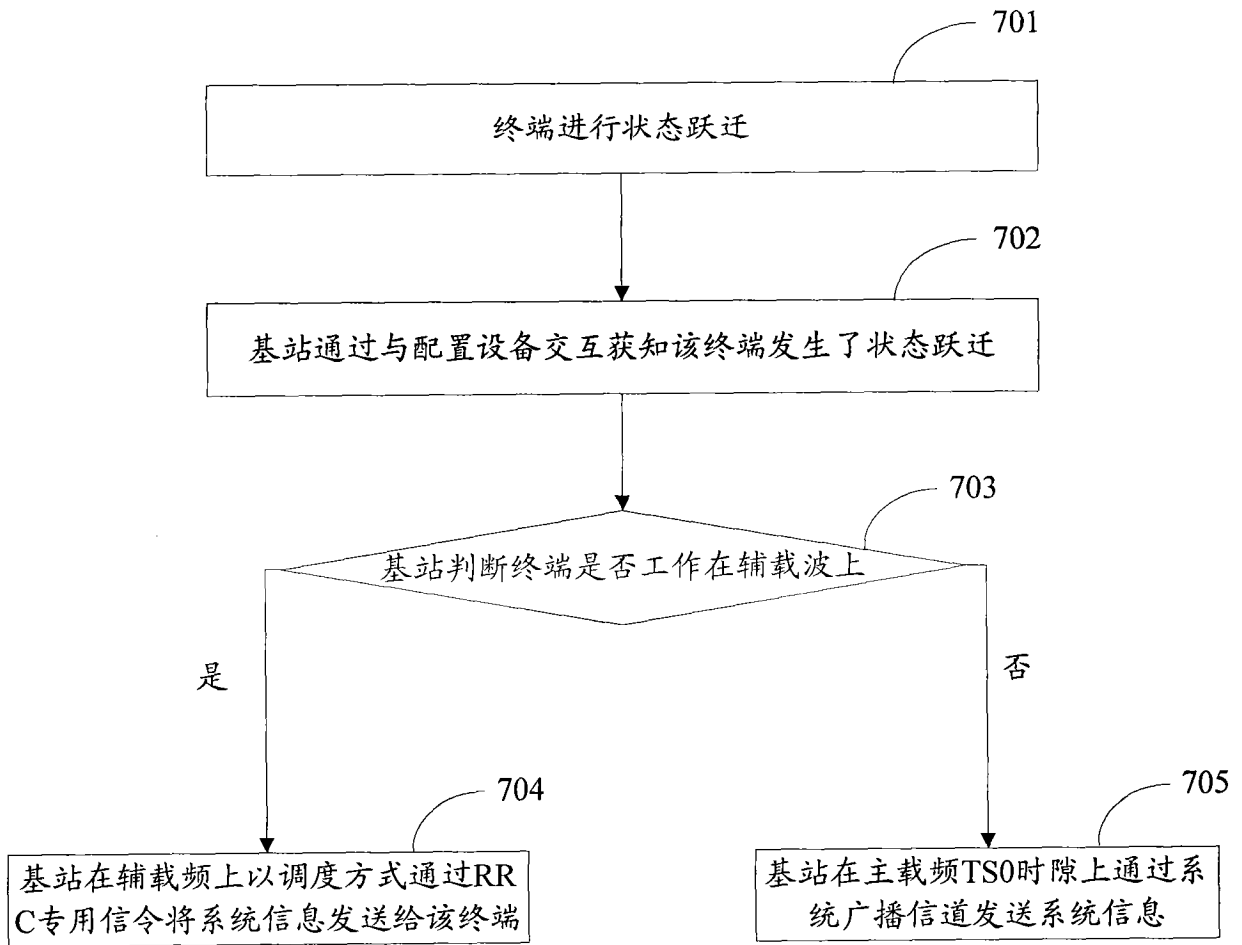 701
终端进行状态跃迁
702
基站通过与配置设备交互获知该终端发生了状态跃迁
703
基站判断终端是否工作在辅载波上
是
否
704
705
基站在辅载频上以调度方式通过RR
C专用信令将系统信息发送给该终端
基站在主载频TS0时隙上通过系
统广播信道发送系统信息